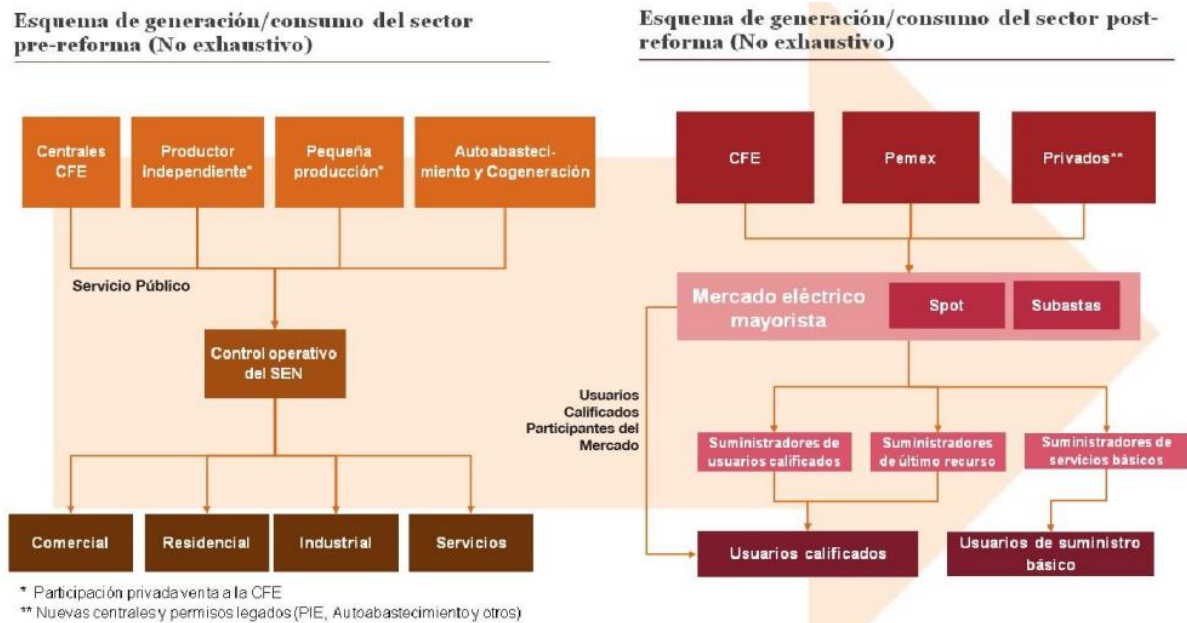 Esquema de generación/consumo del sector
pre-reforma (No exhaustivo)
Centrales
CFE
Productor
independiente*
Pequeña
producción*
Autoabasteci-
miento y Cogeneración
Servicio Público
Control operativo
del SEN
Comercial
Residencial
Industrial
Servicios
* Participación privada venta a la CFE
** Nuevas centrales y permisos legados (PIE, Autoabastecimiento y otros)
Esquema de generación/consumo del sector post-
reforma (No exhaustivo)
CFE
Pemex
Privados**
Mercado eléctrico
mayorista
Spot
Subastas
Usuarios
Calificados
Participantes del
Mercado
Suministradores de
usuarios calificados
Suministradores
de último recurso
Suministradores de
servicios básicos
Usuarios calificados
Usuarios de suministro
básico